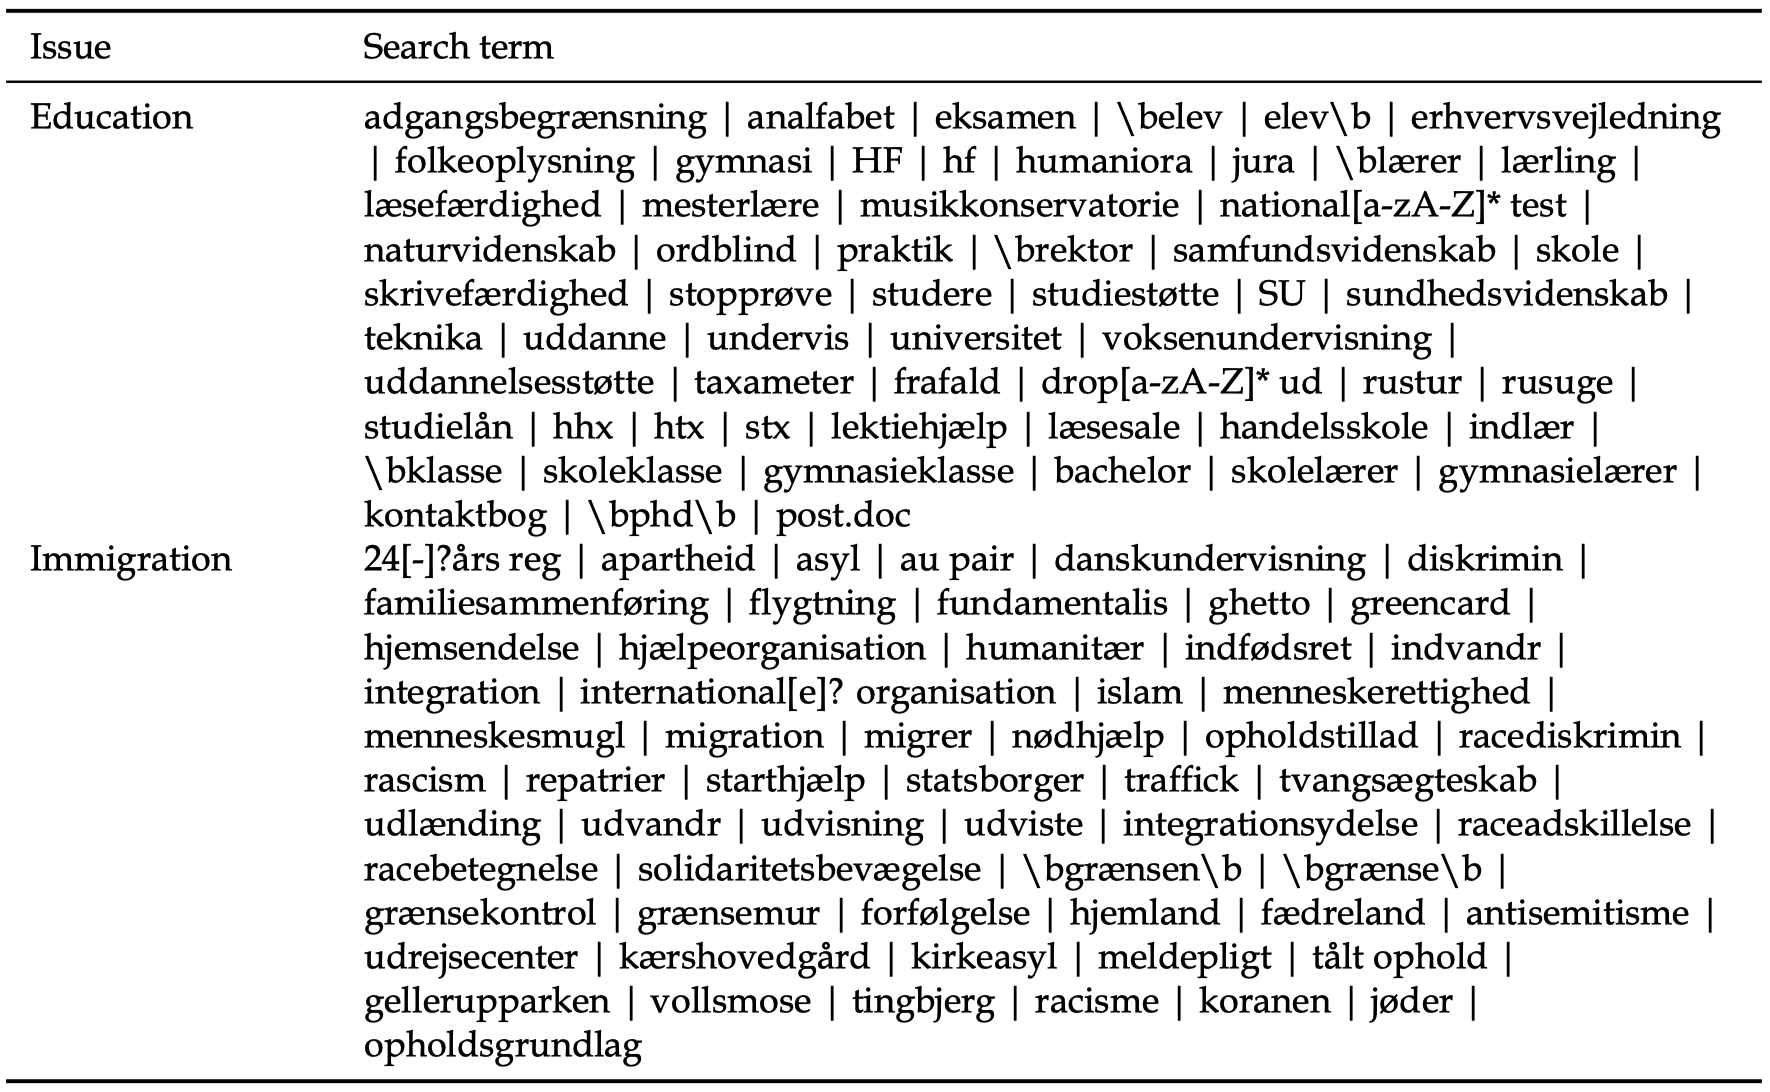 Issue Search term
Education adgangsbegrænsning | analfabet | eksamen | \belev | elev\b | erhvervsvejledning
| folkeoplysning | gymnasi | HF | hf | humaniora | jura | \blærer | lærling |
læsefærdighed | mesterlære | musikkonservatorie | national[a-zA-Z]* test |
naturvidenskab | ordblind | praktik | \brektor | samfundsvidenskab | skole |
skrivefærdighed | stopprøve | studere | studiestøtte | SU | sundhedsvidenskab |
teknika | uddanne | undervis | universitet | voksenundervisning |
uddannelsesstøtte | taxameter | frafald | drop[a-zA-Z]* ud | rustur | rusuge |
studielån | hhx | htx | stx | lektiehjælp | læsesale | handelsskole | indlær |
\bklasse | skoleklasse | gymnasieklasse | bachelor | skolelærer | gymnasielærer |
kontaktbog | \bphd\b | post.doc
Immigration 24[-]?års reg | apartheid | asyl | au pair | danskundervisning | diskrimin |
familiesammenføring | flygtning | fundamentalis | ghetto | greencard |
hjemsendelse | hjælpeorganisation | humanitær | indfødsret | indvandr |
integration | international[e]? organisation | islam | menneskerettighed |
menneskesmugl | migration | migrer | nødhjælp | opholdstillad | racediskrimin |
rascism | repatrier | starthjælp | statsborger | traffick | tvangsægteskab |
udlænding | udvandr | udvisning | udviste | integrationsydelse | raceadskillelse |
racebetegnelse | solidaritetsbevægelse | \bgrænsen\b | \bgrænse\b |
grænsekontrol | grænsemur | forfølgelse | hjemland | fædreland | antisemitisme |
udrejsecenter | kærshovedgård | kirkeasyl | meldepligt | tålt ophold |
gellerupparken | vollsmose | tingbjerg | racisme | koranen | jøder |
opholdsgrundlag